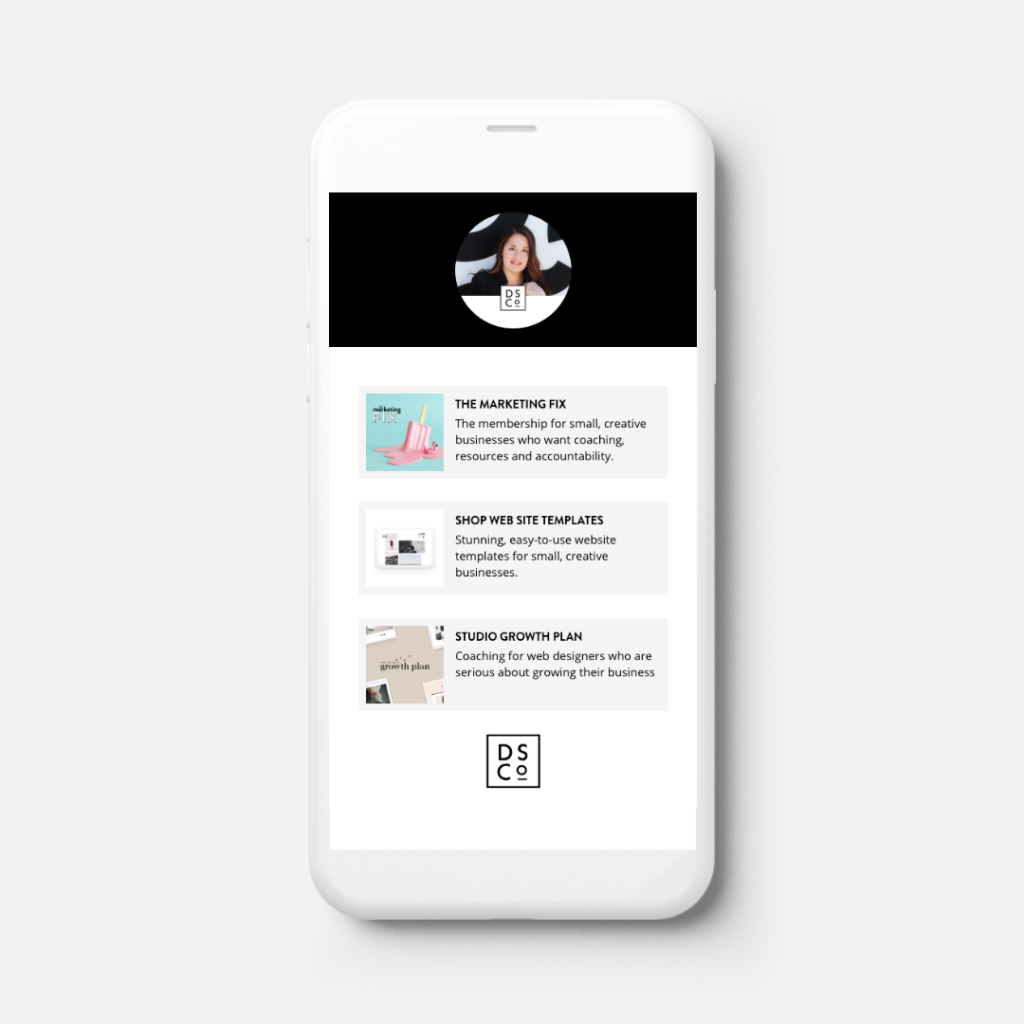 DS
Co
the
marketing
FIX
THE MARKETING FIX
The membership for small, creative
businesses who want coaching,
resources and accountability.
SHOP WEB SITE TEMPLATES
Stunning, easy-to-use website
templates for small, creative
businesses.
growth plan
STUDIO GROWTH PLAN
Coaching for web designers who are
serious about growing their business
DS
Co